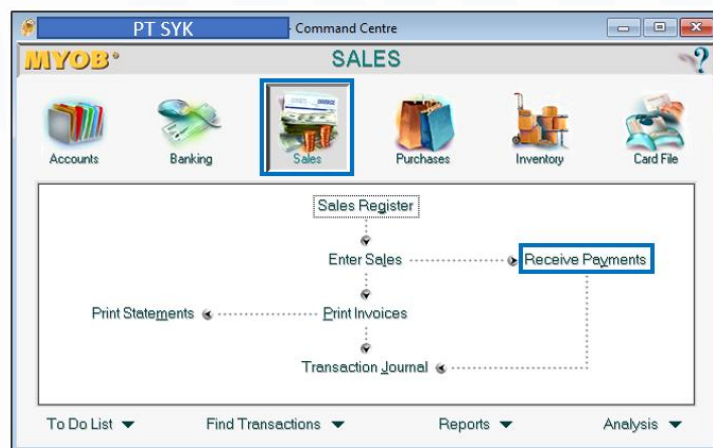 PT SYK - Command Centre
MYOB SALES ?
Accounts Banking Sales Purchases Inventory Card File
Sales Register
Enter Sales Receive Payments
Print Statements Print Invoices
Transaction Journal
To Do List Find Transactions Reports Analysis